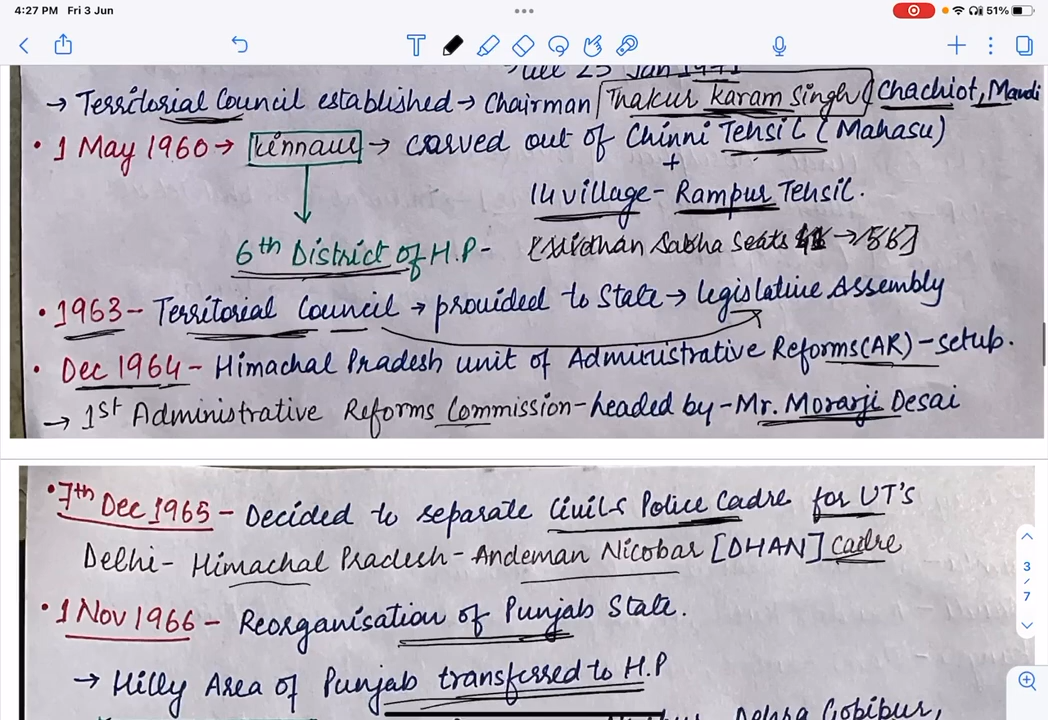 4:27 PM Fri 3 Jun
51%
till 25 Jan 1971
→ Territorial Council established → Chairman Thakur Karam Singh (Chachiot, Mandi
• 1 May 1960 → Kinnaur → carved out of Chinni Tehsil (Mahasu)
+
14 village - Rampur Tehsil.
6th District of H.P - [Vidhan Sabha Seats → 56]
• 1963 - Territorial Council → provided to State → legislative Assembly
• Dec 1964 - Himachal Pradesh unit of Administrative Reforms (AR) - setup.
→ 1st Administrative Reforms Commission - headed by - Mr. Morarji Desai
• 7th Dec 1965 - Decided to separate Civils Police Cadre for UT's
Delhi - Himachal Pradesh - Andeman Nicobar [DHAN] cadre
• 1 Nov 1966 - Reorganisation of Punjab State.
→ Hilly Area of Punjab transferred to H.P
3
/
7